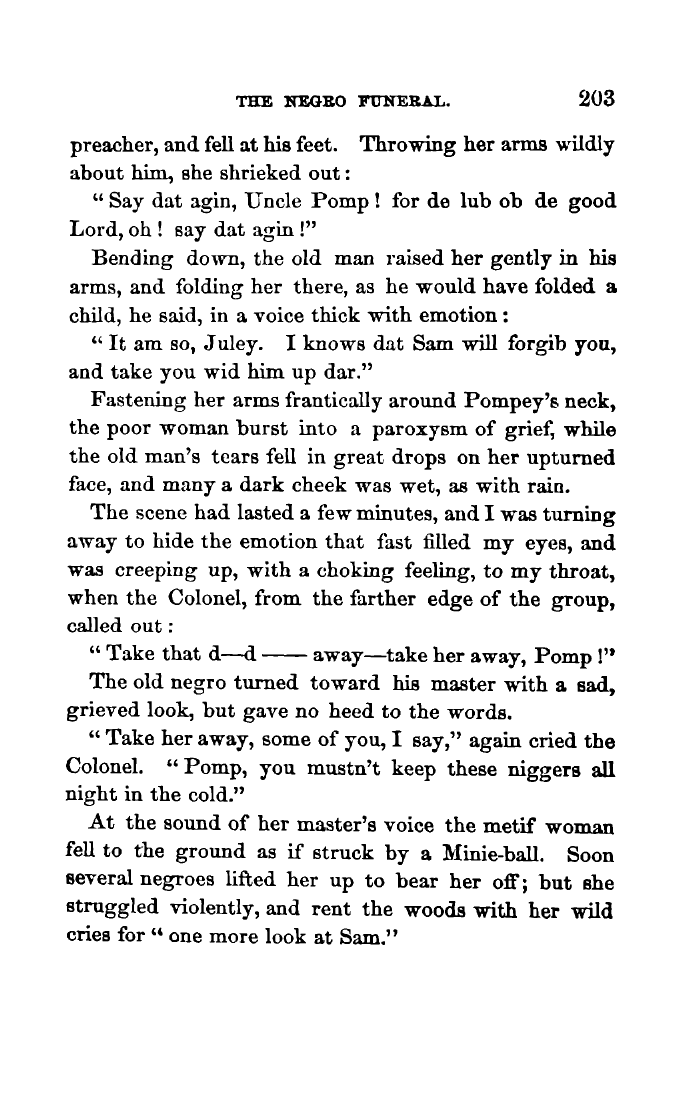 THE NEGRO FUNERAL. 203
preacher, and fell at his feet. Throwing her arms wildly
about him, she shrieked out:
“Say dat agin, Uncle Pomp! for de lub ob de good
Lord, oh! say dat agin!”
Bending down, the old man raised her gently in his
arms, and folding her there, as he would have folded a
child, he said, in a voice thick with emotion:
“It am so, Juley. I knows dat Sam will forgib you,
and take you wid him up dar.”
Fastening her arms frantically around Pompey's neck,
the poor woman burst into a paroxysm of grief, while
the old man's tears fell in great drops on her upturned
face, and many a dark cheek was wet, as with rain.
The scene had lasted a few minutes, and I was turning
away to hide the emotion that fast filled my eyes, and
was creeping up, with a choking feeling, to my throat,
when the Colonel, from the farther edge of the group,
called out:
“Take that d—d —— away—take her away, Pomp!”
The old negro turned toward his master with a sad,
grieved look, but gave no heed to the words.
“Take her away, some of you, I say,” again cried the
Colonel. “Pomp, you mustn't keep these niggers all
night in the cold.”
At the sound of her master's voice the metif woman
fell to the ground as if struck by a Minie-ball. Soon
several negroes lifted her up to bear her off; but she
struggled violently, and rent the woods with her wild
cries for “one more look at Sam.”